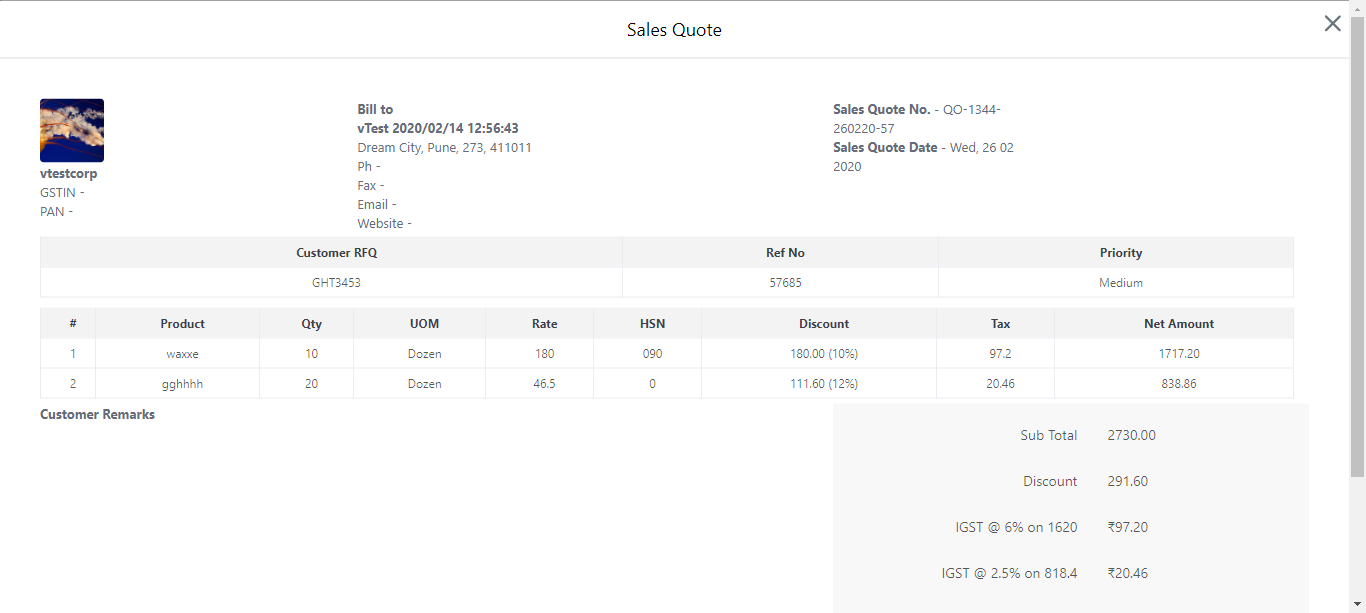 Sales Quote
vtestcorp
GSTIN -
PAN -
Bill to
vTest 2020/02/14 12:56:43
Dream City, Pune, 273, 411011
Ph -
Fax -
Email -
Website -
Sales Quote No. - QO-1344-
260220-57
Sales Quote Date - Wed, 26 02
2020
Customer RFQ Ref No Priority
GHT3453 57685 Medium
# Product Qty UOM Rate HSN Discount Tax Net Amount
1 waxxe 10 Dozen 180 090 180.00 (10%) 97.2 1717.20
2 gghhhh 20 Dozen 46.5 0 111.60 (12%) 20.46 838.86
Customer Remarks
Sub Total 2730.00
Discount 291.60
IGST @ 6% on 1620 ₹97.20
IGST @ 2.5% on 818.4 ₹20.46